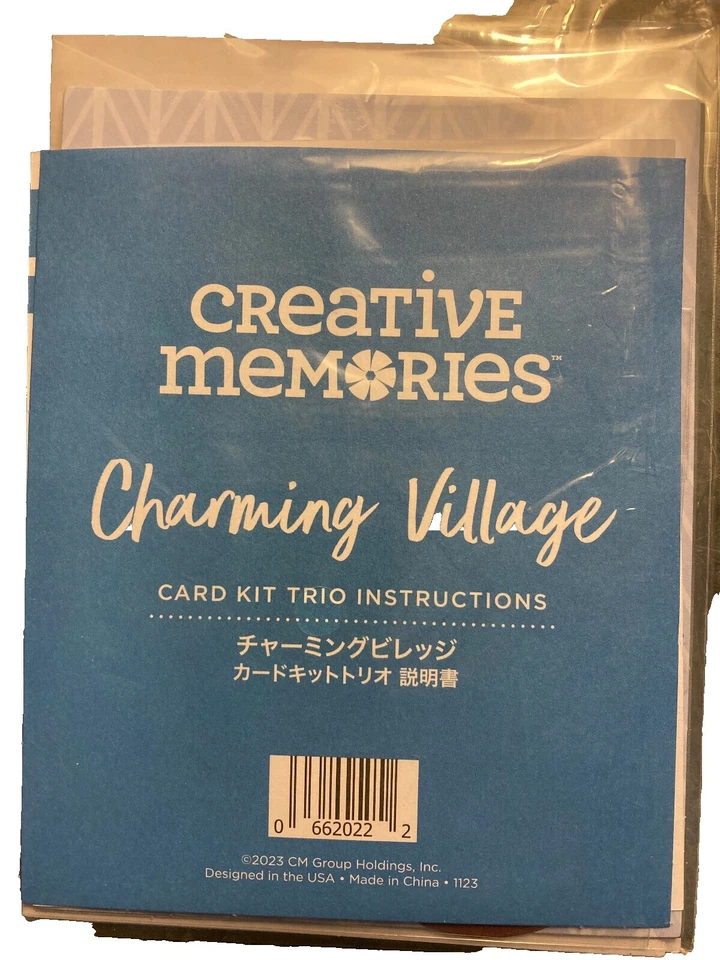 CREATIVE
MEMORIES™
Charming Village
CARD KIT TRIO INSTRUCTIONS
チャーミングビレッジ
カードキットトリオ 説明書
0 662022 2
©2023 CM Group Holdings, Inc.
Designed in the USA • Made in China • 1123